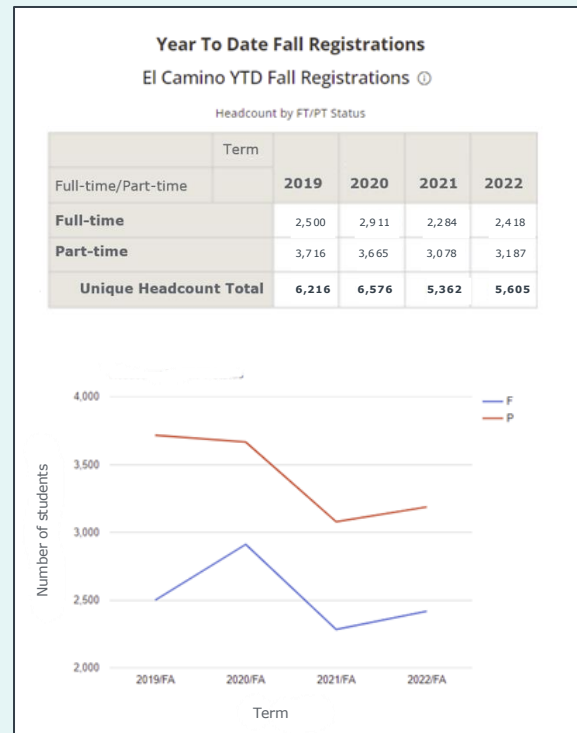 Year To Date Fall Registrations
El Camino YTD Fall Registrations ⓘ
Headcount by FT/PT Status
Term
Full-time/Part-time 2019 2020 2021 2022
Full-time 2,500 2,911 2,284 2,418
Part-time 3,716 3,665 3,078 3,187
Unique Headcount Total 6,216 6,576 5,362 5,605
4,000
3,500
3,000
2,500
2,000
Number of students
F
P
2019/FA 2020/FA 2021/FA 2022/FA
Term